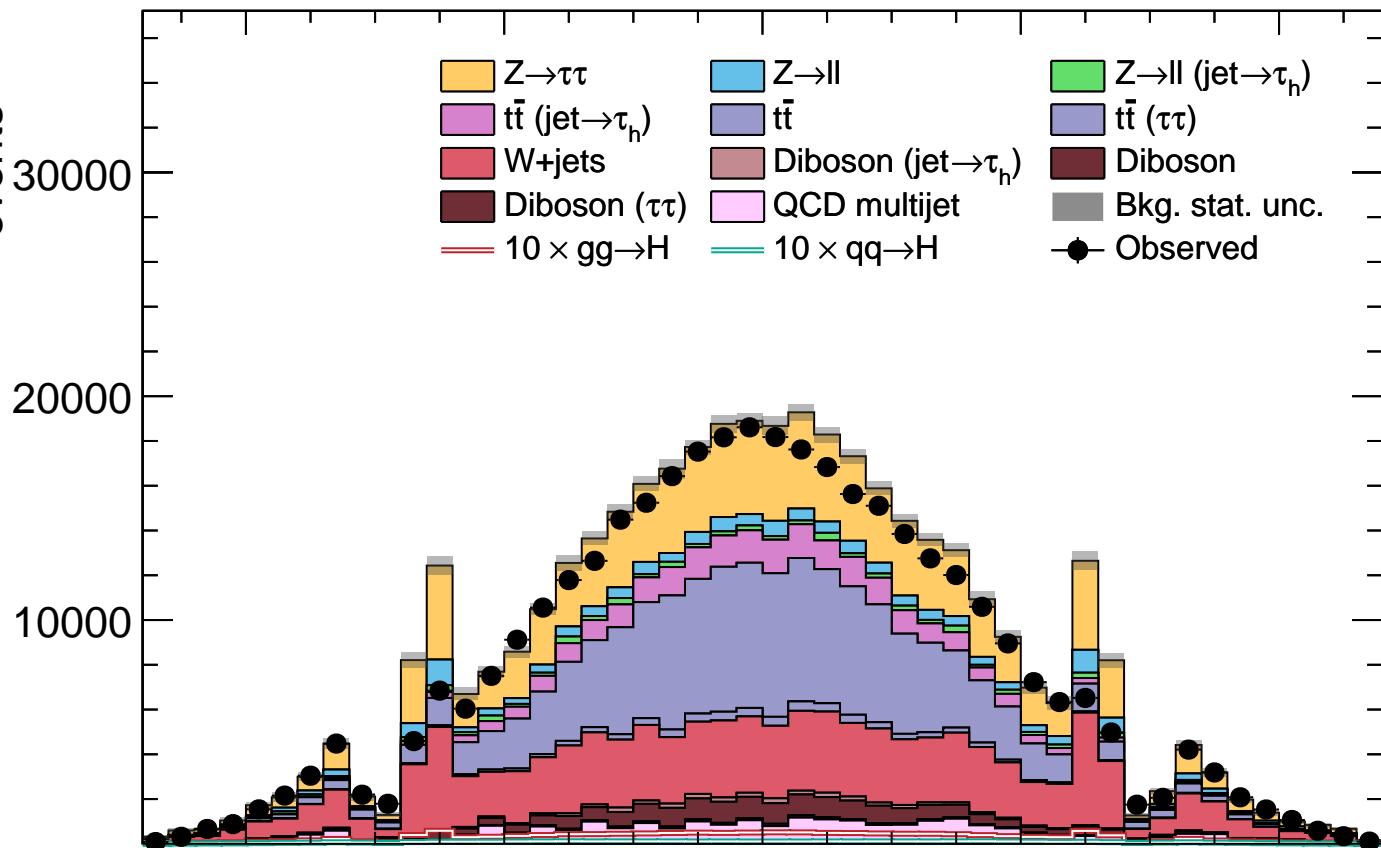 Z→ττ Z→ll Z→ll (jet→τh)
tt̄ (jet→τh) tt̄ tt̄ (ττ)
W+jets Diboson (jet→τh) Diboson
30000
Diboson (ττ) QCD multijet Bkg. stat. unc.
10 × gg→H 10 × qq→H Observed
20000
10000